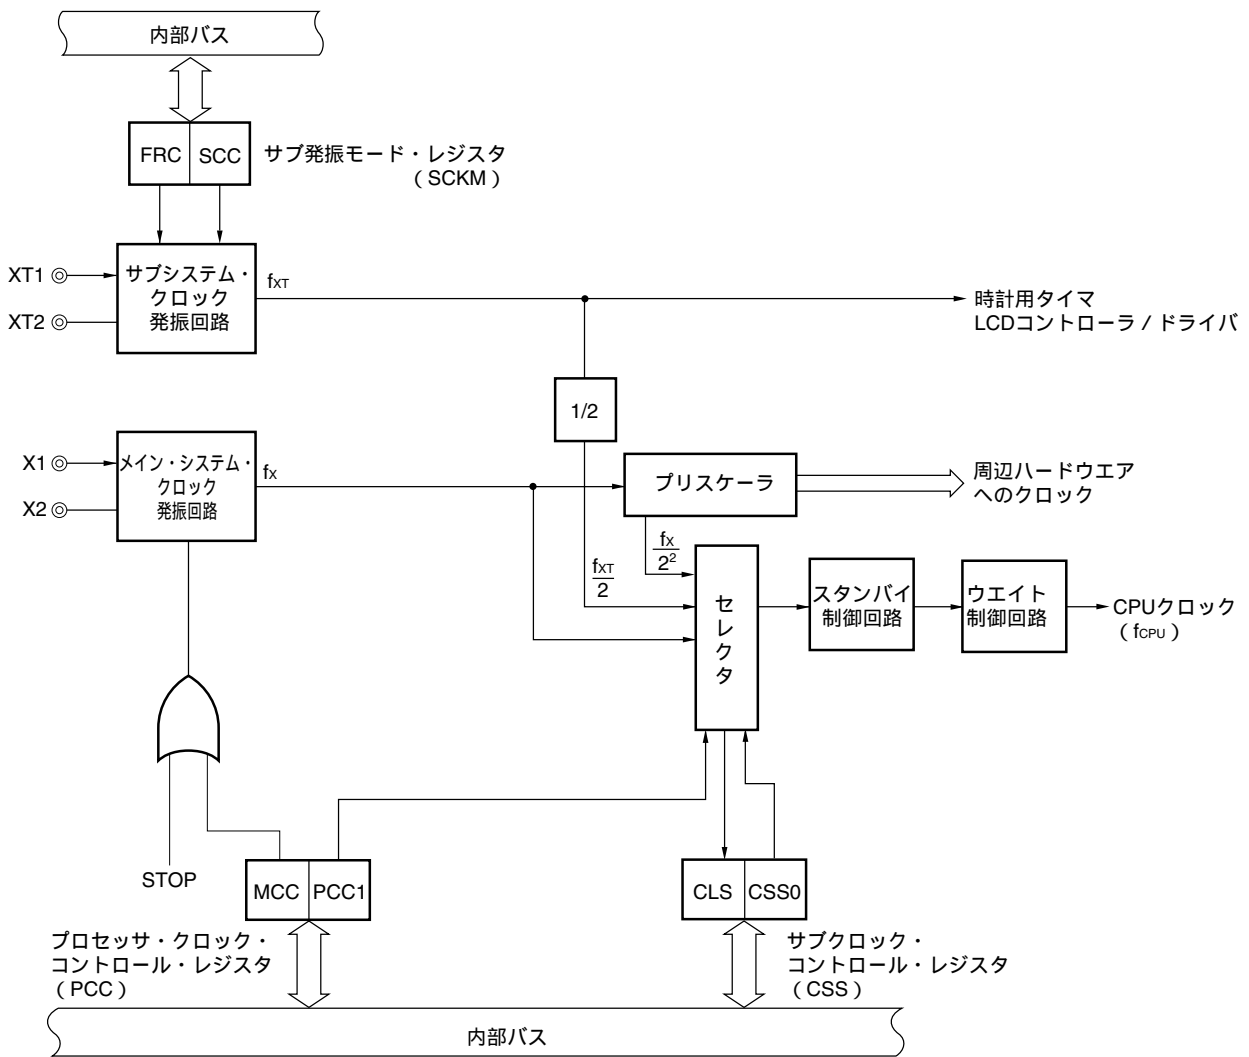 内部バス
FRC SCC
サブ発振モード・レジスタ
（SCKM）
XT1
XT2
サブシステム・
クロック
発振回路
fXT
時計用タイマ
LCDコントローラ / ドライバ
1/2
X1
X2
メイン・システム・
クロック
発振回路
fX
プリスケーラ
周辺ハードウエア
へのクロック
fX
2²
fXT
2
セレクタ
スタンバイ
制御回路
ウエイト
制御回路
CPUクロック
（fCPU）
STOP
MCC PCC1
CLS CSS0
プロセッサ・クロック・
コントロール・レジスタ
（PCC）
サブクロック・
コントロール・レジスタ
（CSS）
内部バス